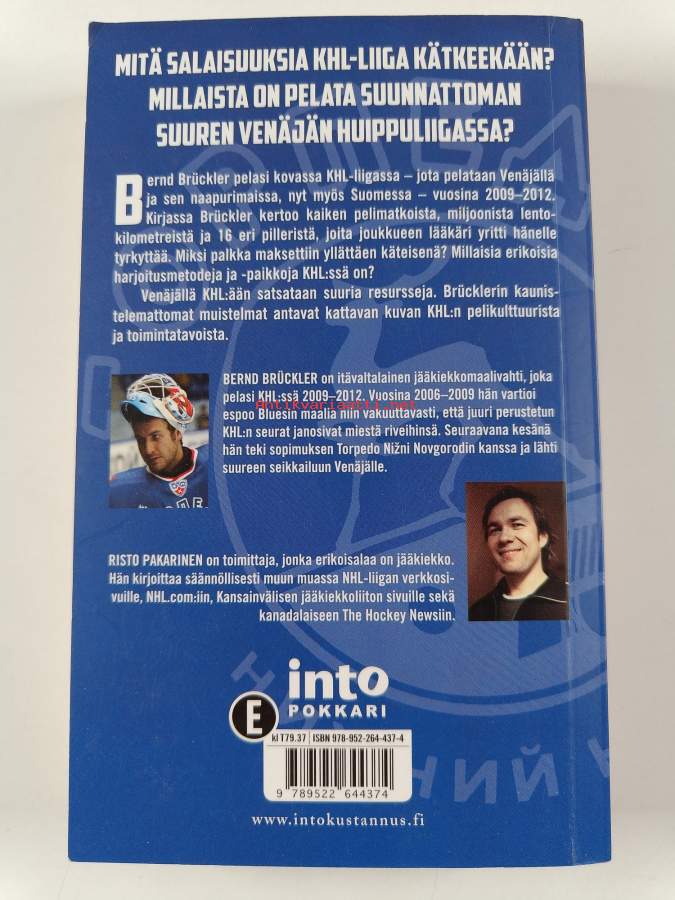 MITÄ SALAISUUKSIA KHL-LIIGA KÄTKEEKÄÄN?
MILLAISTA ON PELATA SUUNNATTOMAN
SUUREN VENÄJÄN HUIPPULIIGASSA?
Bernd Brückler pelasi kovassa KHL-liigassa – jota pelataan Venäjällä
ja sen naapurimaissa, nyt myös Suomessa – vuosina 2009–2012.
Kirjassa Brückler kertoo kaiken pelimatkoista, miljoonista lento-
kilometreistä ja 16 eri pilleristä, joita joukkueen lääkäri yritti hänelle
tyrkyttää. Miksi palkka maksettiin yllättäen käteisenä? Millaisia erikoisia
harjoitusmetodeja ja -paikkoja KHL:ssä on?
Venäjällä KHL:ään satsataan suuria resursseja. Brücklerin kaunis-
telemattomat muistelmat antavat kattavan kuvan KHL:n pelikulttuurista
ja toimintatavoista.
BERND BRÜCKLER on itävaltalainen jääkiekkomaalivahti, joka
pelasi KHL:ssä 2009–2012. Vuosina 2006–2009 hän vartioi
espoo Bluesin maalia niin vakuuttavasti, että juuri perustetun
KHL:n seurat janosivat miestä riveihinsä. Seuraavana kesänä
hän teki sopimuksen Torpedo Nižni Novgorodin kanssa ja lähti
suureen seikkailuun Venäjälle.
Antikvariaatti.net
RISTO PAKARINEN on toimittaja, jonka erikoisalaa on jääkiekko.
Hän kirjoittaa säännöllisesti muun muassa NHL-liigan verkkosi-
vuille, NHL.com:iin, Kansainvälisen jääkiekkoliiton sivuille sekä
kanadalaiseen The Hockey Newsiin.
into
POKKARI
E
kl T79.37 ISBN 978-952-264-437-4
9 789522 644374
www.intokustannus.fi